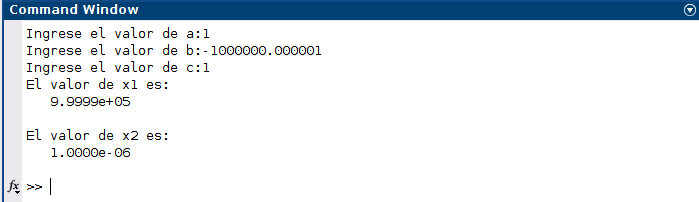 Command Window
Ingrese el valor de a:1
Ingrese el valor de b:-1000000.000001
Ingrese el valor de c:1
El valor de x1 es:
9.9999e+05
El valor de x2 es:
1.0000e-06
fx >>